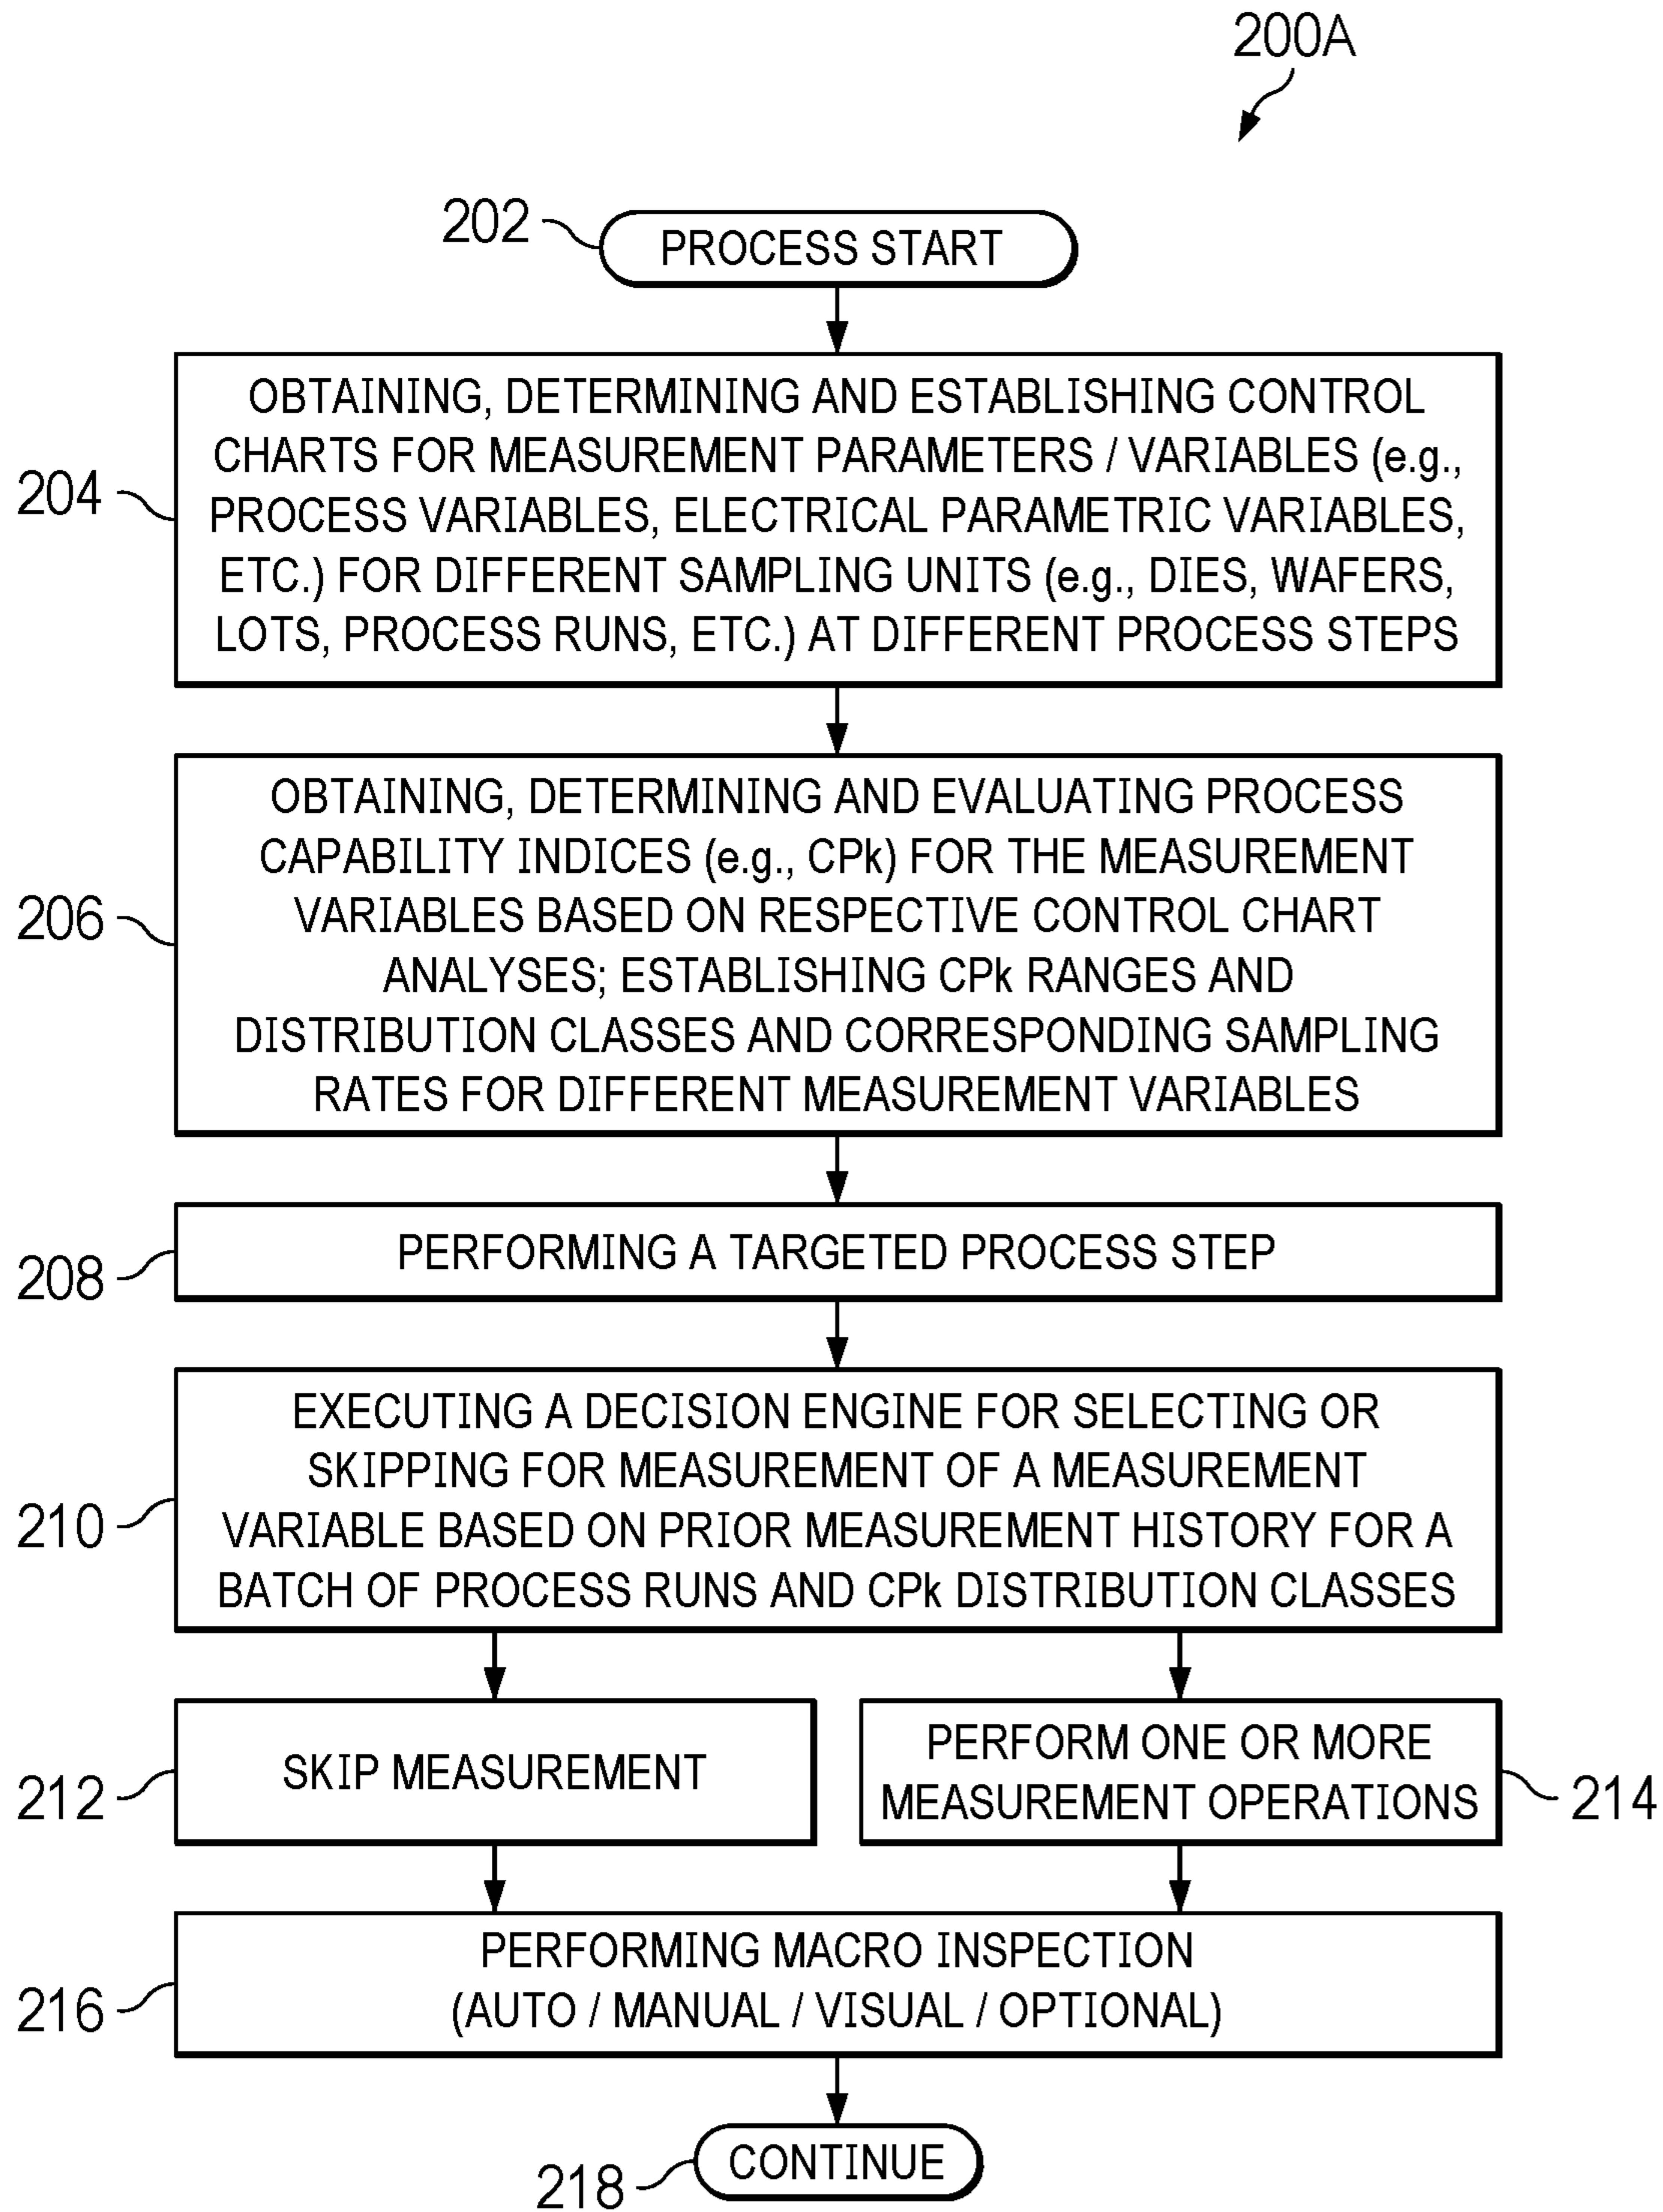 200A
202
PROCESS START
204
OBTAINING, DETERMINING AND ESTABLISHING CONTROL
CHARTS FOR MEASUREMENT PARAMETERS / VARIABLES (e.g.,
PROCESS VARIABLES, ELECTRICAL PARAMETRIC VARIABLES,
ETC.) FOR DIFFERENT SAMPLING UNITS (e.g., DIES, WAFERS,
LOTS, PROCESS RUNS, ETC.) AT DIFFERENT PROCESS STEPS
206
OBTAINING, DETERMINING AND EVALUATING PROCESS
CAPABILITY INDICES (e.g., CPk) FOR THE MEASUREMENT
VARIABLES BASED ON RESPECTIVE CONTROL CHART
ANALYSES; ESTABLISHING CPk RANGES AND
DISTRIBUTION CLASSES AND CORRESPONDING SAMPLING
RATES FOR DIFFERENT MEASUREMENT VARIABLES
208
PERFORMING A TARGETED PROCESS STEP
210
EXECUTING A DECISION ENGINE FOR SELECTING OR
SKIPPING FOR MEASUREMENT OF A MEASUREMENT
VARIABLE BASED ON PRIOR MEASUREMENT HISTORY FOR A
BATCH OF PROCESS RUNS AND CPk DISTRIBUTION CLASSES
212
SKIP MEASUREMENT
PERFORM ONE OR MORE
MEASUREMENT OPERATIONS
214
216
PERFORMING MACRO INSPECTION
(AUTO / MANUAL / VISUAL / OPTIONAL)
218
CONTINUE